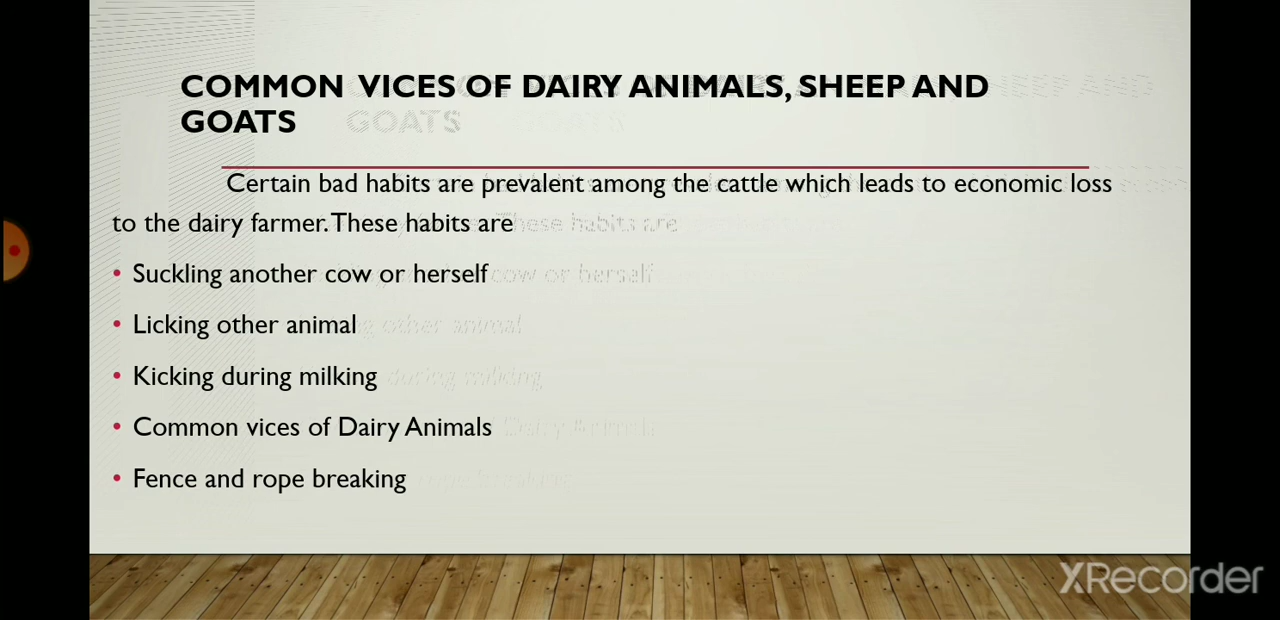 COMMON VICES OF DAIRY ANIMALS, SHEEP AND
GOATS
Certain bad habits are prevalent among the cattle which leads to economic loss
to the dairy farmer. These habits are
• Suckling another cow or herself
• Licking other animal
• Kicking during milking
• Common vices of Dairy Animals
• Fence and rope breaking
XRecorder